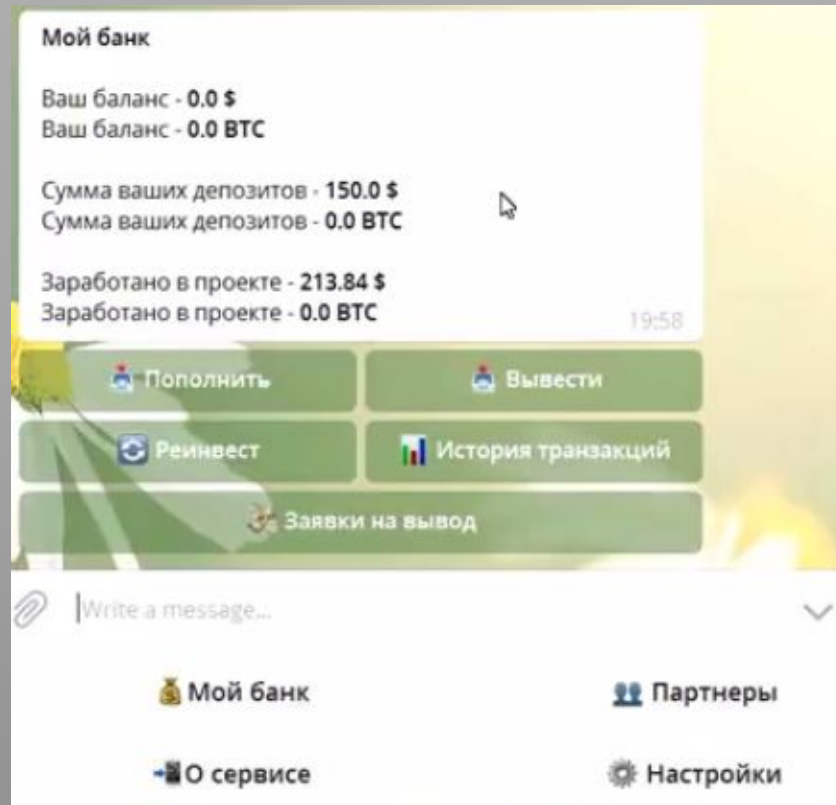 Мой банк
Ваш баланс - 0.0 $
Ваш баланс - 0.0 BTC
Сумма ваших депозитов - 150.0 $
Сумма ваших депозитов - 0.0 BTC
Заработано в проекте - 213.84 $
Заработано в проекте - 0.0 BTC
19:58
Пополнить
Вывести
Реинвест
История транзакций
Заявки на вывод
Write a message...
Мой банк
Партнеры
О сервисе
Настройки